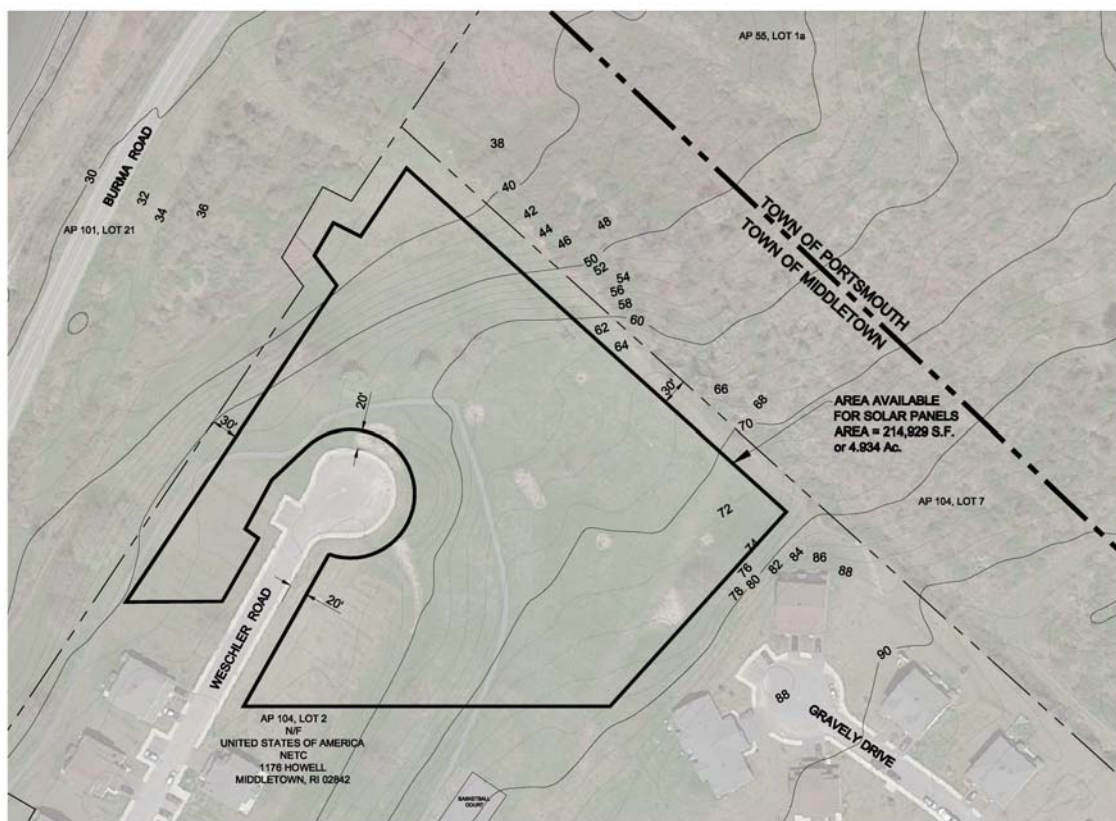 AP 55, LOT 1a
38
30
BURMA ROAD
32
34
36
40
42
44
46
48
AP 101, LOT 21
TOWN OF PORTSMOUTH
TOWN OF MIDDLETOWN
50
52
54
56
58
60
62
64
30'
66
68
70
AREA AVAILABLE
FOR SOLAR PANELS
AREA = 214,929 S.F.
or 4.934 Ac.
20'
30'
AP 104, LOT 7
72
74
76
78
80
82
84
86
88
20'
WESCHLER ROAD
90
88
GRAVELY DRIVE
AP 104, LOT 2
N/F
UNITED STATES OF AMERICA
NETC
1176 HOWELL
MIDDLETOWN, RI 02842
BASKETBALL
COURT